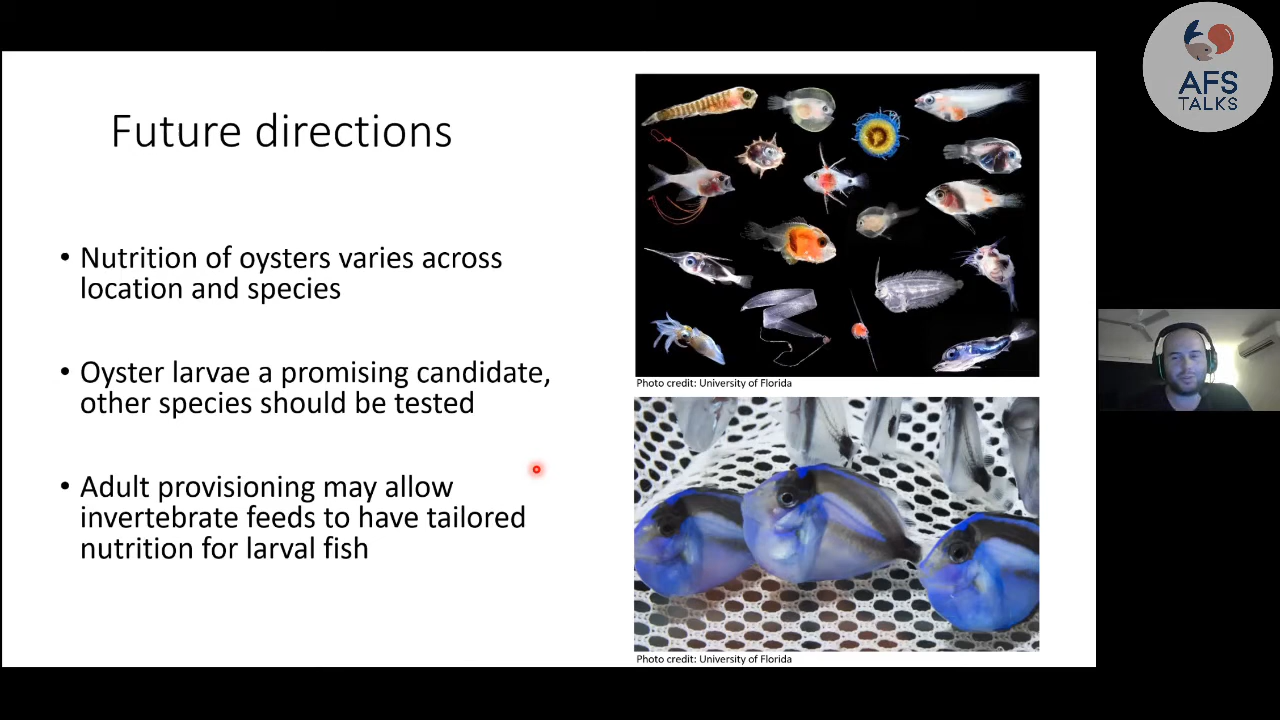 Future directions
• Nutrition of oysters varies across
location and species
• Oyster larvae a promising candidate,
other species should be tested
• Adult provisioning may allow
invertebrate feeds to have tailored
nutrition for larval fish
Photo credit: University of Florida
Photo credit: University of Florida
AFS
TALKS